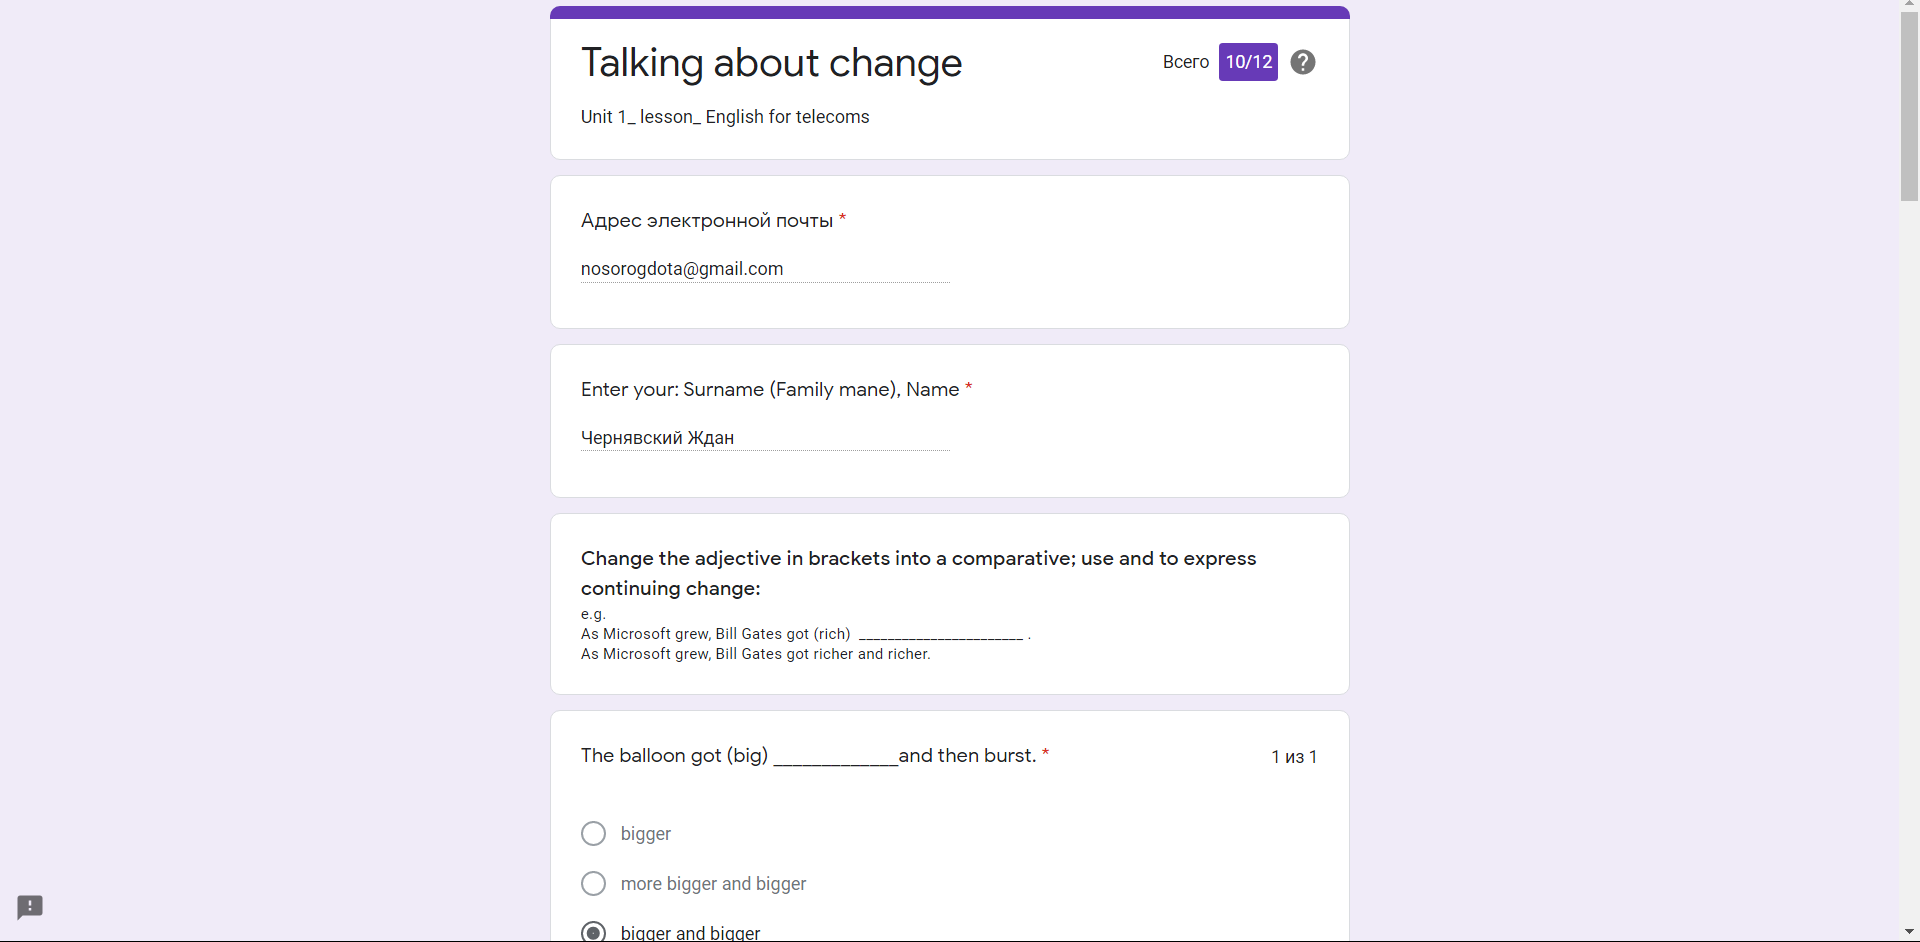 Talking about change
Всего 10/12
Unit 1_ lesson_ English for telecoms
Адрес электронной почты *
nosorogdota@gmail.com
Enter your: Surname (Family mane), Name *
Чернявский Ждан
Change the adjective in brackets into a comparative; use and to express
continuing change:
e.g.
As Microsoft grew, Bill Gates got (rich) _______________________ .
As Microsoft grew, Bill Gates got richer and richer.
The balloon got (big) _____________and then burst. *
1 из 1
bigger
more bigger and bigger
bigger and bigger